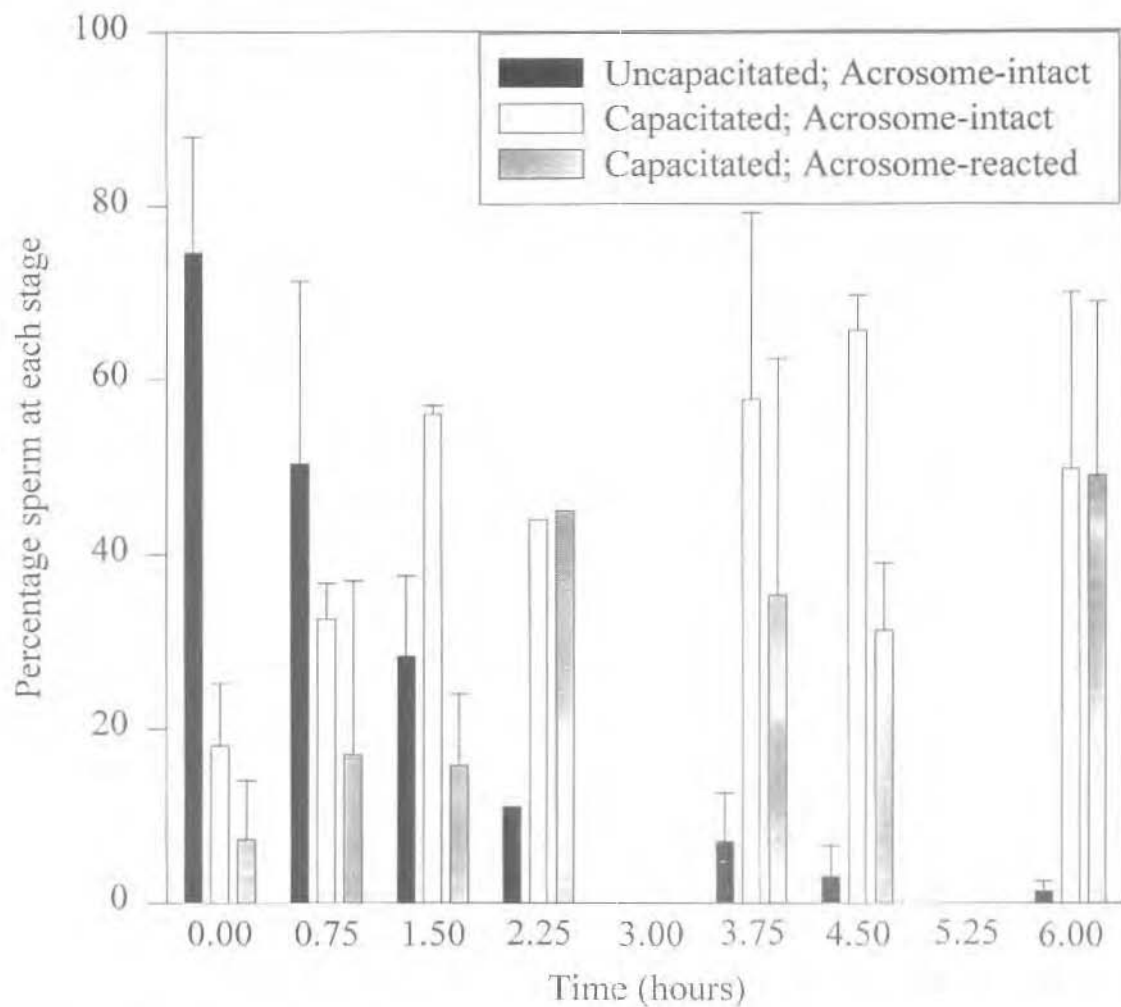 100
80
60
40
20
0
Percentage sperm at each stage
Uncapacitated; Acrosome-intact
Capacitated; Acrosome-intact
Capacitated; Acrosome-reacted
0.00 0.75 1.50 2.25 3.00 3.75 4.50 5.25 6.00
Time (hours)